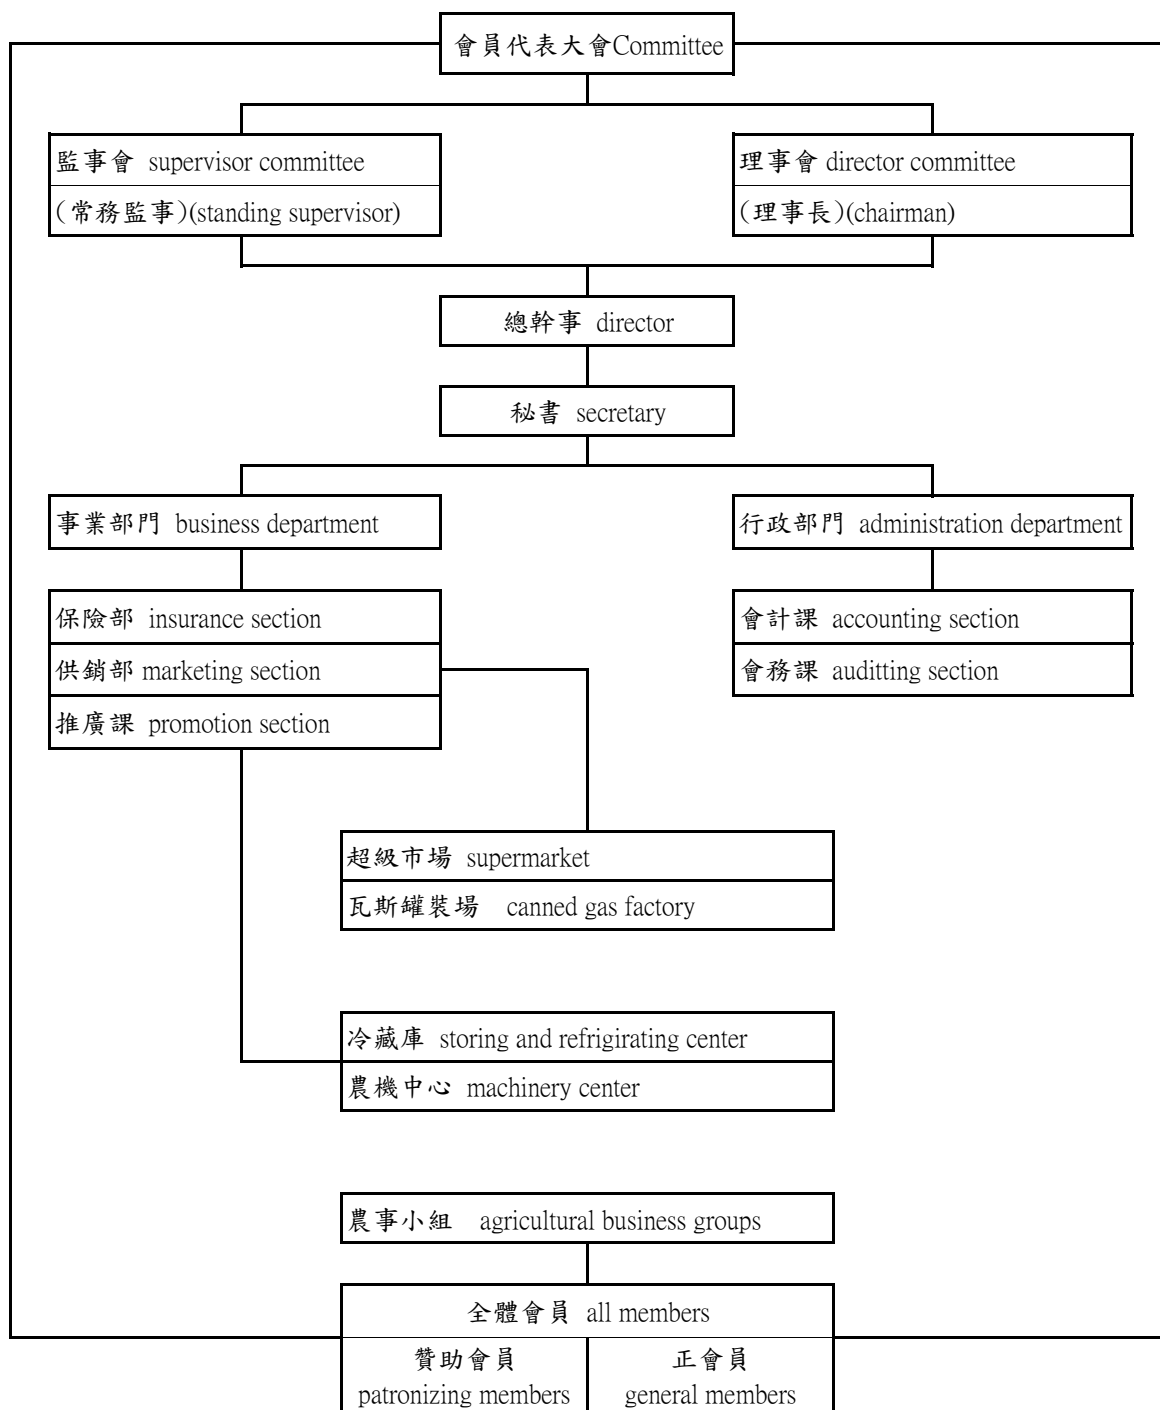 會員代表大會Committee
監事會 supervisor committee
(常務監事)(standing supervisor)
理事會 director committee
(理事長)(chairman)
總幹事 director
秘書 secretary
事業部門 business department
行政部門 administration department
保險部 insurance section
供銷部 marketing section
推廣課 promotion section
會計課 accounting section
會務課 auditting section
超級市場 supermarket
瓦斯罐裝場 canned gas factory
冷藏庫 storing and refrigirating center
農機中心 machinery center
農事小組 agricultural business groups
全體會員 all members
贊助會員
patronizing members
正會員
general members